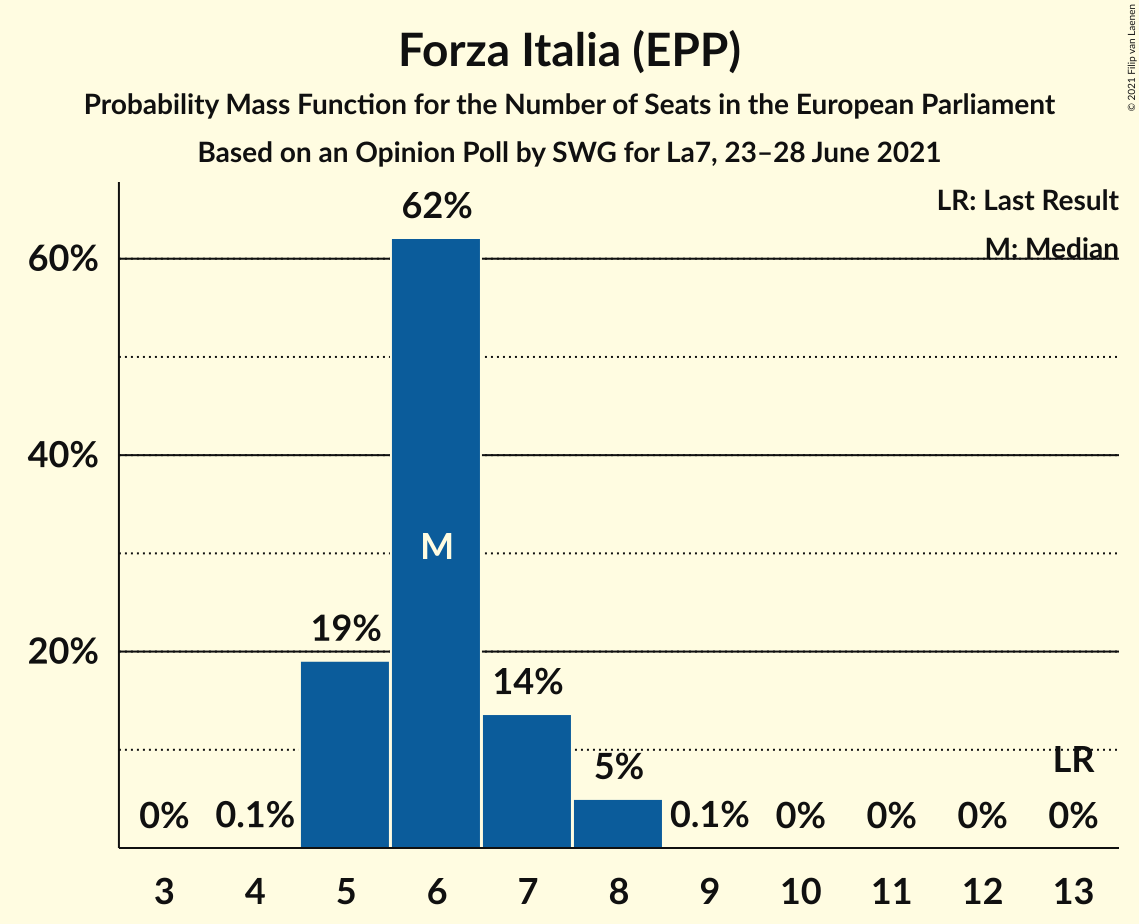 Forza Italia (EPP)
Probability Mass Function for the Number of Seats in the European Parliament
Based on an Opinion Poll by SWG for La7, 23–28 June 2021
© 2021 Filip van Laenen
LR: Last Result
M: Median
62%
60%
40%
M
19%
20%
14%
5%
LR
0%
0.1%
0.1%
0%
0%
0%
0%
3 4 5 6 7 8 9 10 11 12 13